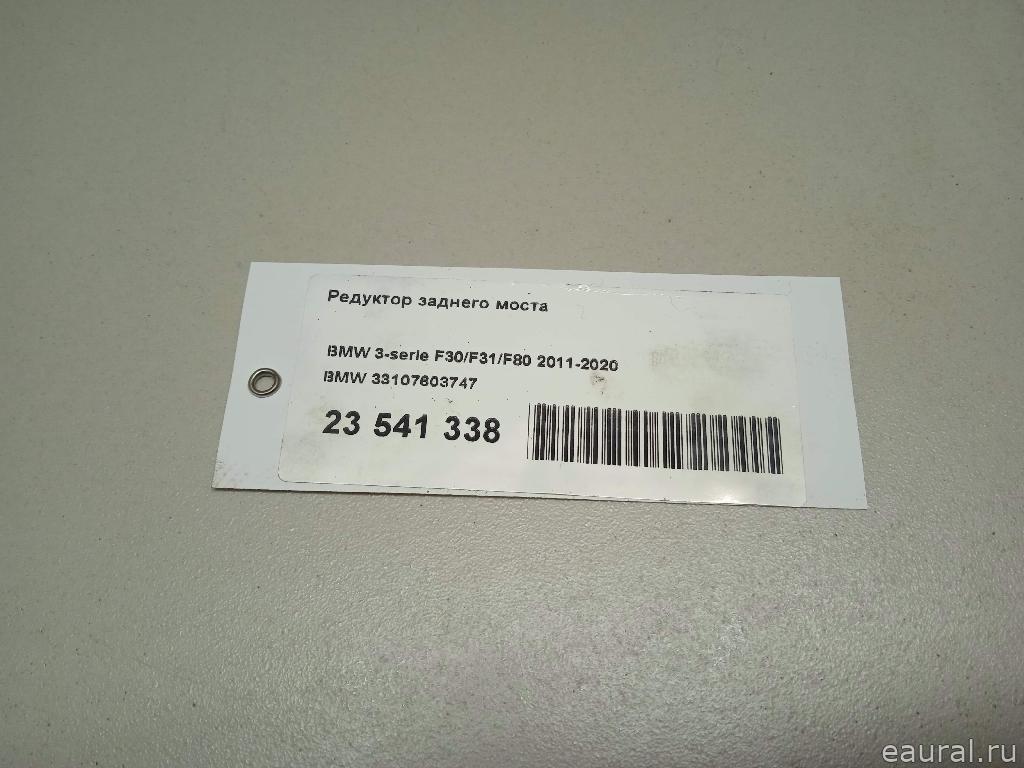 Редуктор заднего моста
BMW 3-serie F30/F31/F80 2011-2020
BMW 33107603747
23 541 338
eaural.ru